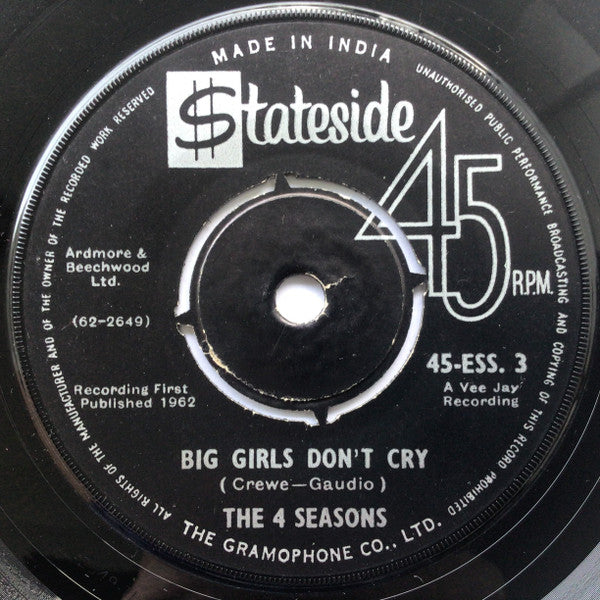 MADE IN INDIA
$tateside
45
R.P.M.
Ardmore &
Beechwood
Ltd.
(62-2649)
Recording First
Published 1962
45-ESS. 3
A Vee Jay
Recording
BIG GIRLS DON'T CRY
(Crewe—Gaudio)
THE 4 SEASONS
THE GRAMOPHONE CO., LTD.
ALL RIGHTS OF THE MANUFACTURER AND OF THE OWNER OF THE RECORDED WORK RESERVED
UNAUTHORISED PUBLIC PERFORMANCE BROADCASTING AND COPYING OF THIS RECORD PROHIBITED